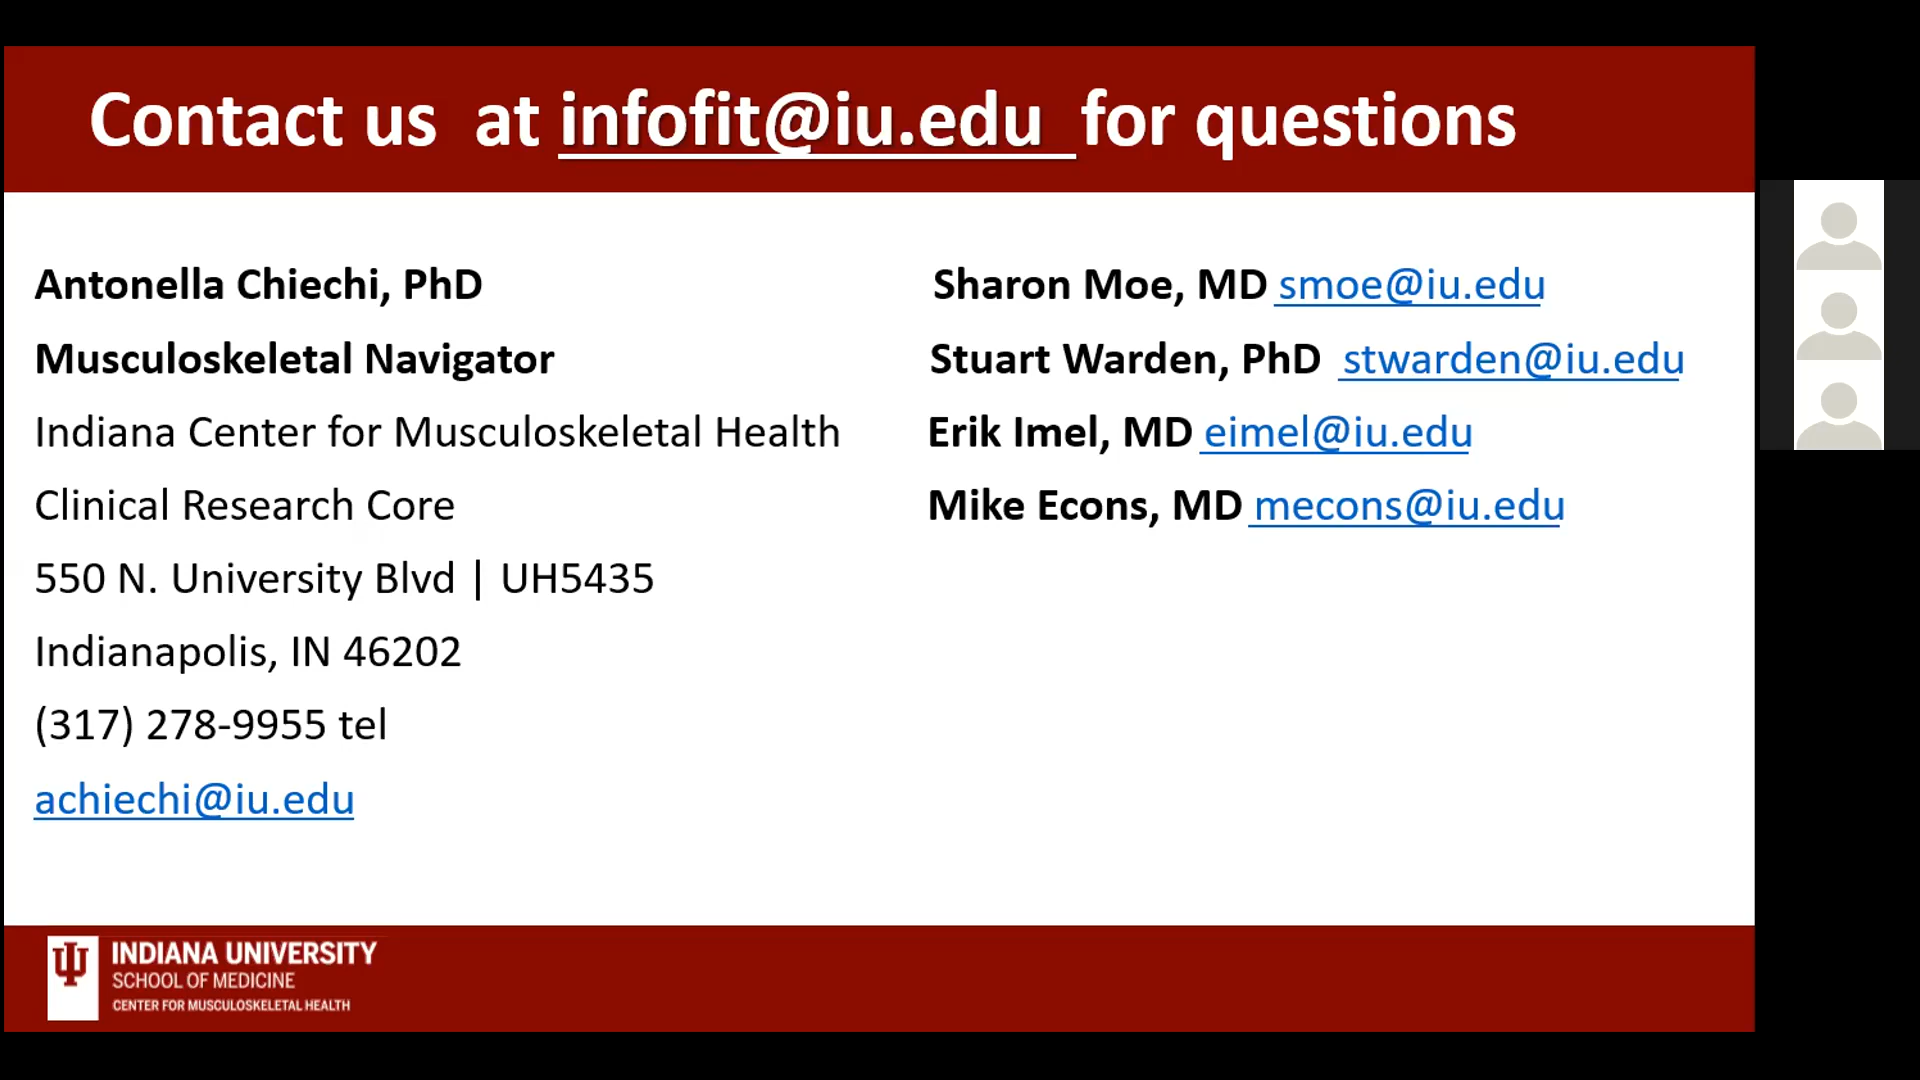 Contact us at infofit@iu.edu for questions
Antonella Chiechi, PhD
Musculoskeletal Navigator
Indiana Center for Musculoskeletal Health
Clinical Research Core
550 N. University Blvd | UH5435
Indianapolis, IN 46202
(317) 278-9955 tel
achiechi@iu.edu
Sharon Moe, MD smoe@iu.edu
Stuart Warden, PhD stwarden@iu.edu
Erik Imel, MD eimel@iu.edu
Mike Econs, MD mecons@iu.edu
INDIANA UNIVERSITY
SCHOOL OF MEDICINE
CENTER FOR MUSCULOSKELETAL HEALTH